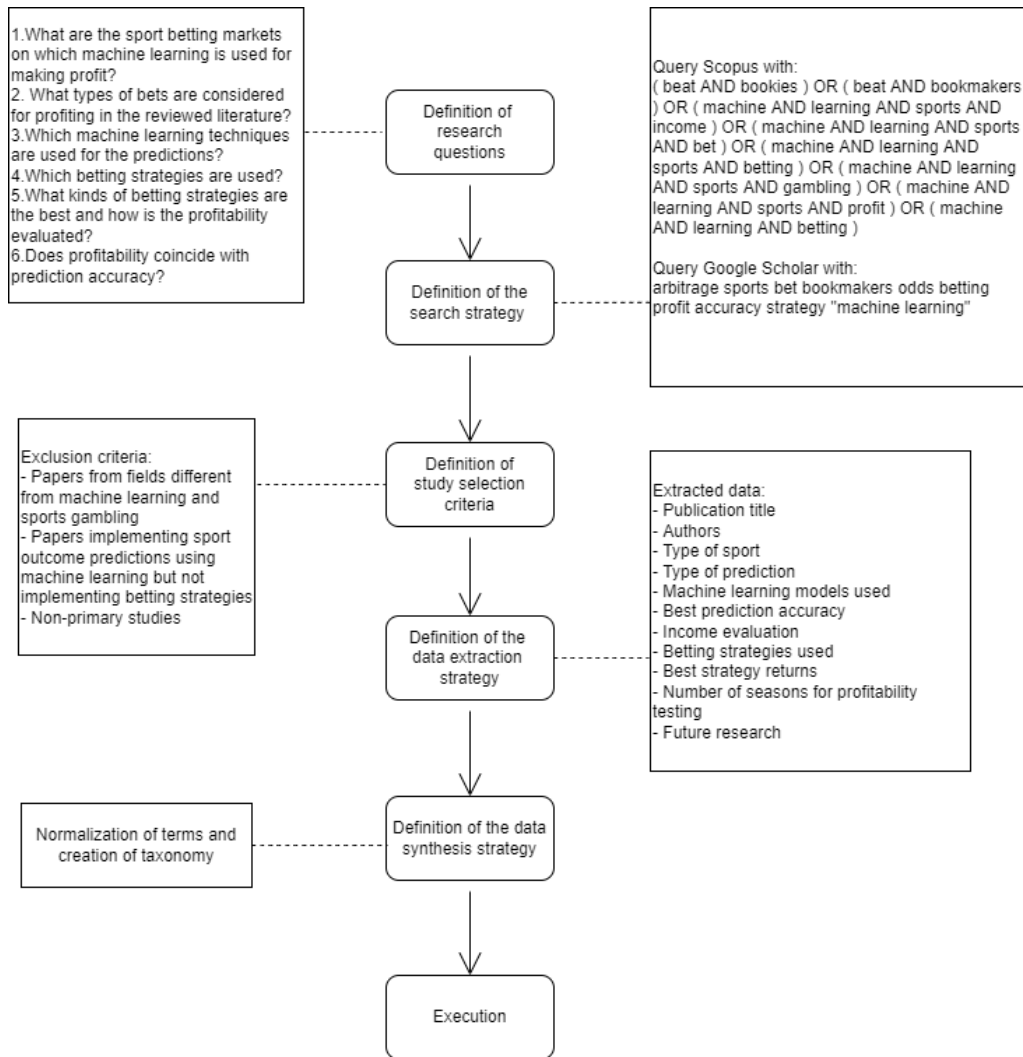 1.What are the sport betting markets
on which machine learning is used for
making profit?
2. What types of bets are considered
for profiting in the reviewed literature?
3.Which machine learning techniques
are used for the predictions?
4.Which betting strategies are used?
5.What kinds of betting strategies are
the best and how is the profitability
evaluated?
6.Does profitability coincide with
prediction accuracy?
Definition of
research
questions
Query Scopus with:
( beat AND bookies ) OR ( beat AND bookmakers
) OR ( machine AND learning AND sports AND
income ) OR ( machine AND learning AND sports
AND bet ) OR ( machine AND learning AND
sports AND betting ) OR ( machine AND learning
AND sports AND gambling ) OR ( machine AND
learning AND sports AND profit ) OR ( machine
AND learning AND betting )
Query Google Scholar with:
arbitrage sports bet bookmakers odds betting
profit accuracy strategy "machine learning"
Definition of the
search strategy
Exclusion criteria:
- Papers from fields different
from machine learning and
sports gambling
- Papers implementing sport
outcome predictions using
machine learning but not
implementing betting strategies
- Non-primary studies
Definition of
study selection
criteria
Extracted data:
- Publication title
- Authors
- Type of sport
- Type of prediction
- Machine learning models used
- Best prediction accuracy
- Income evaluation
- Betting strategies used
- Best strategy returns
- Number of seasons for profitability
testing
- Future research
Definition of the
data extraction
strategy
Normalization of terms and
creation of taxonomy
Definition of the data
synthesis strategy
Execution